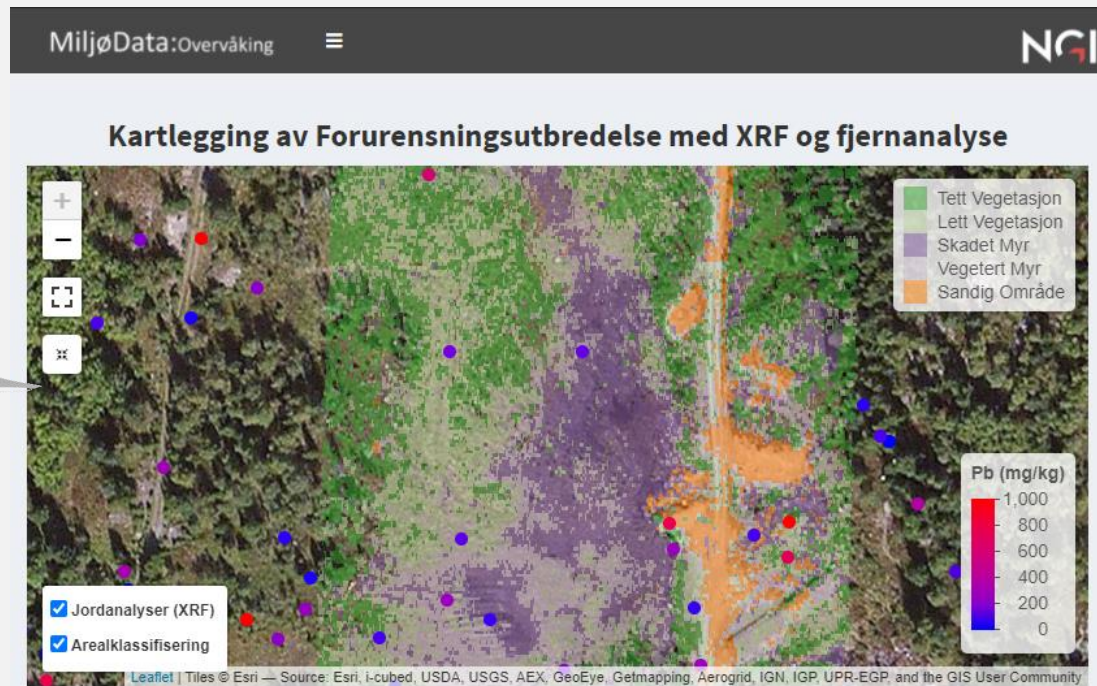 MiljøData:Overvåking
NGI
Kartlegging av Forurensningsutbredelse med XRF og fjernanalyse
+
−
Tett Vegetasjon
Lett Vegetasjon
Skadet Myr
Vegetert Myr
Sandig Område
Pb (mg/kg)
1,000
800
600
400
200
0
Jordanalyser (XRF)
Arealklassifisering
Leaflet | Tiles © Esri — Source: Esri, i-cubed, USDA, USGS, AEX, GeoEye, Getmapping, Aerogrid, IGN, IGP, UPR-EGP, and the GIS User Community